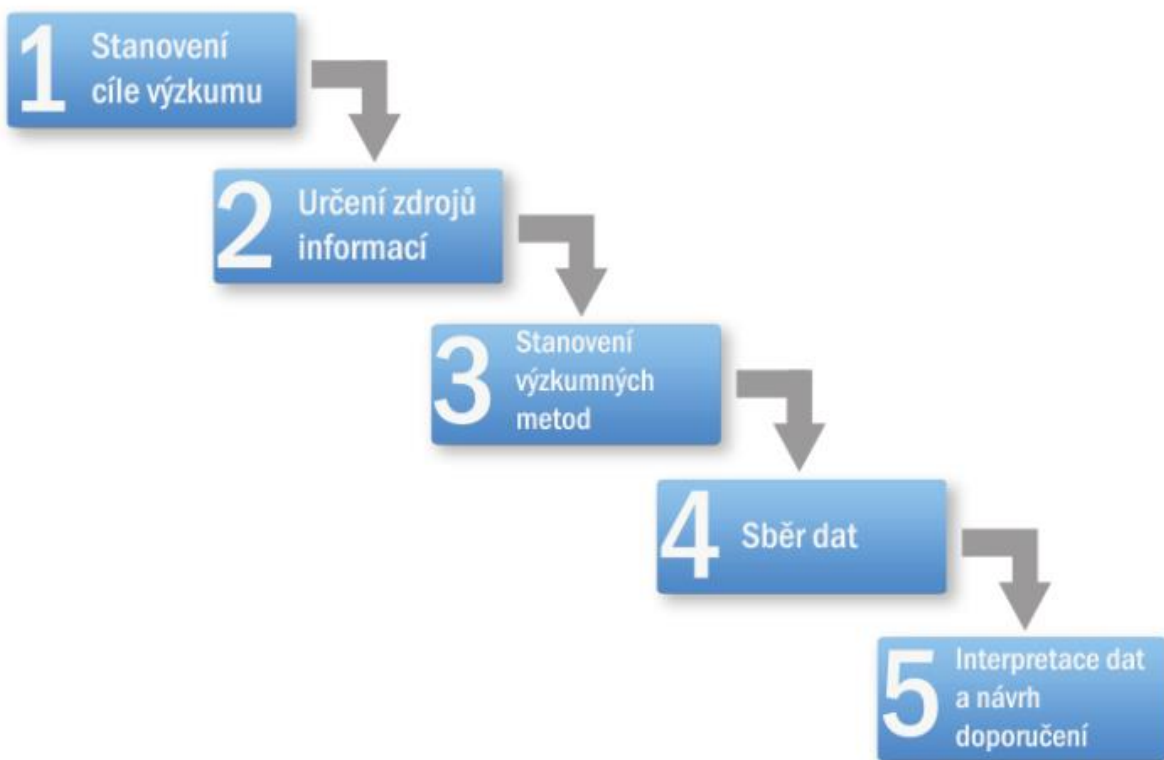 1 Stanovení
cíle výzkumu
2 Určení zdrojů
informací
3 Stanovení
výzkumných
metod
4 Sběr dat
5 Interpretace dat
a návrh
doporučení